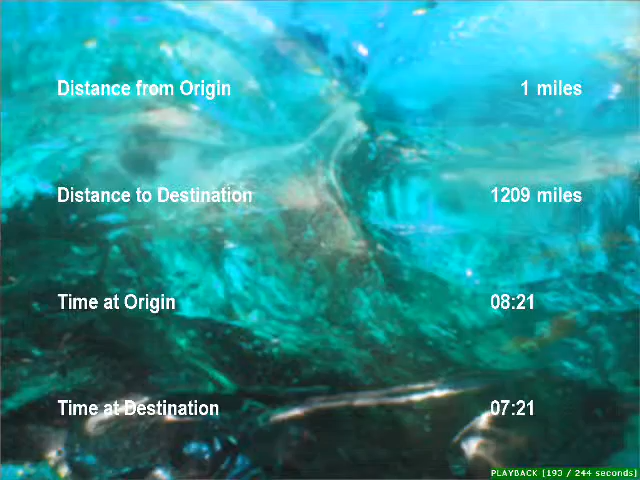 Distance from Origin 1 miles
Distance to Destination 1209 miles
Time at Origin 08:21
Time at Destination 07:21
PLAYBACK [190 / 244 seconds]